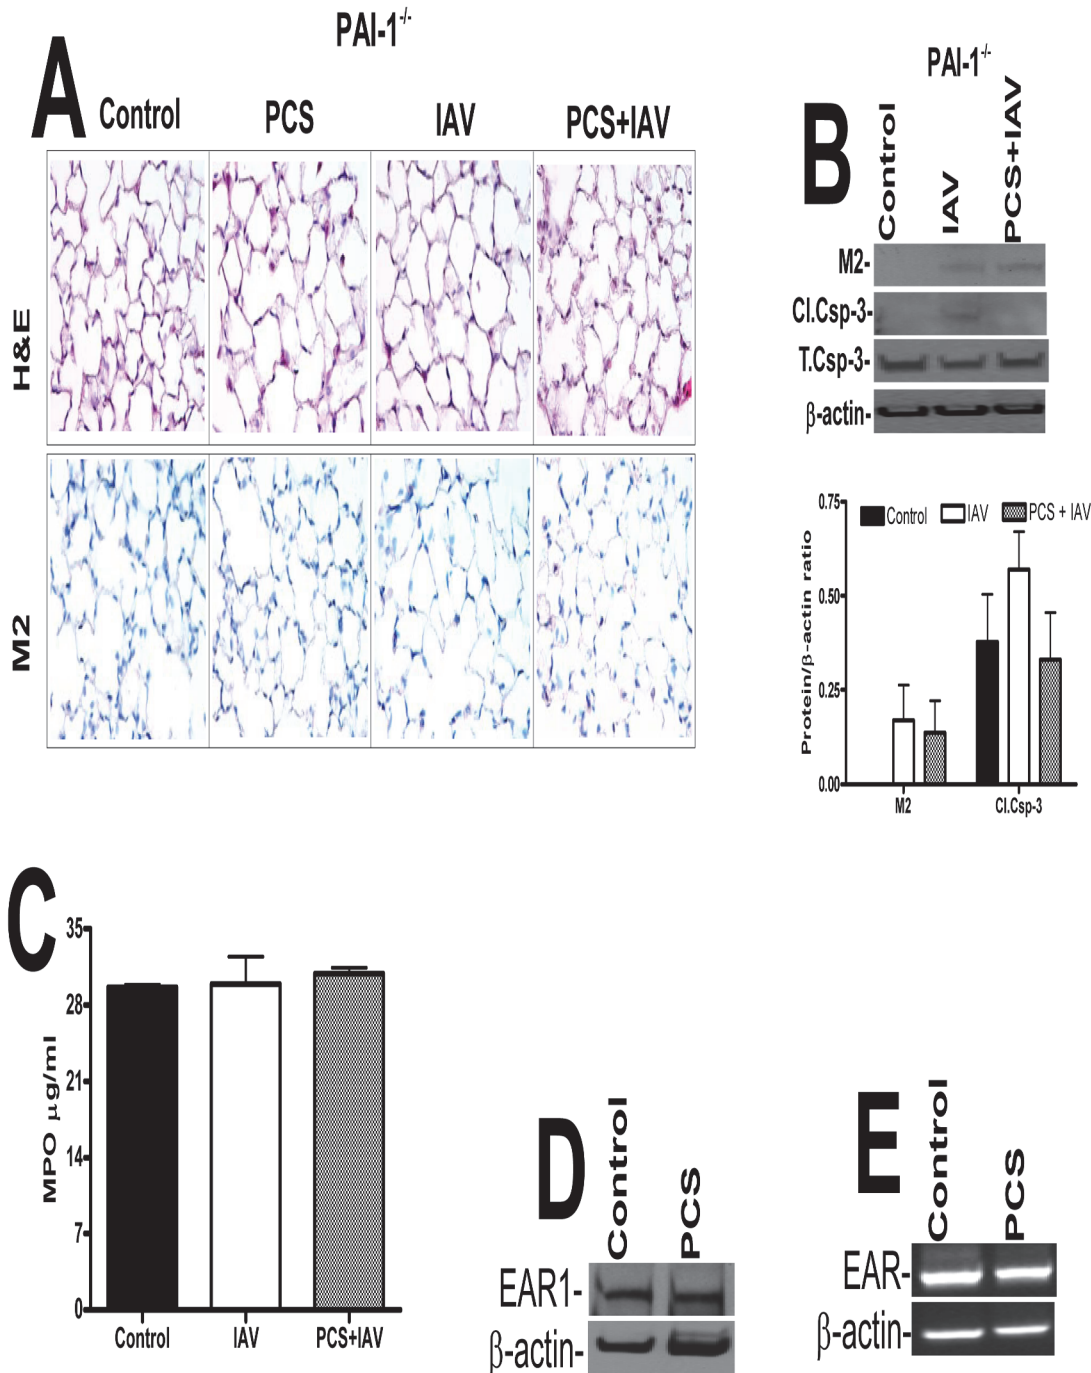 A
PAI-1-/-
Control PCS IAV PCS+IAV
H&E
M2
B
PAI-1-/-
Control IAV PCS+IAV
M2-
Cl.Csp-3-
T.Csp-3-
β-actin-
Control IAV PCS + IAV
Protein/β-actin ratio
0.75
0.50
0.25
0.00
M2 Cl.Csp-3
C
MPO μg/ml
35
28
21
14
7
0
Control IAV PCS+IAV
D
Control PCS
EAR1-
β-actin-
E
Control PCS
EAR-
β-actin-